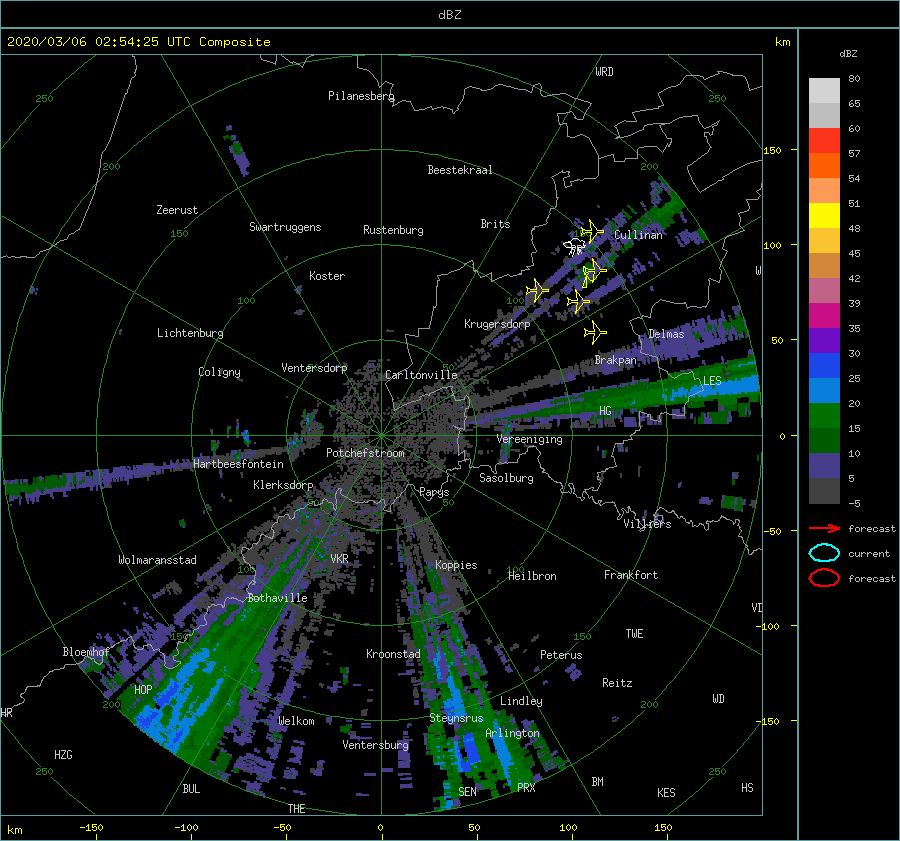 dBZ
2020/03/06 02:54:25 UTC Composite
km
dBZ
80
65
60
57
54
51
48
45
42
39
35
30
25
20
15
10
5
-5
forecast
current
forecast
WRD
250
Pilanesberg
250
150
200
Beestekraal
200
Zeerust
Swartruggens
150
Rustenburg
Brits
Cullinan
100
W
Koster
100
100
Krugersdorp
Lichtenburg
Delmas
50
Coligny
Ventersdorp
Carltonville
Brakpan
LES
HG
Vereeniging
0
Potchefstroom
Hartbeesfontein
Klerksdorp
Parys
Sasolburg
50
50
Villiers
-50
Wolmaransstad
VKR
Koppies
100
Heilbron
100
Frankfort
Bothaville
VD
-100
150
150
TWE
Bloemhof
Kroonstad
Peterus
HOP
Reitz
WD
HR
200
Lindley
200
Welkom
Steynsrus
-150
Arlington
Ventersburg
HZG
250
250
BUL
SEN
PRX
BM
KES
HS
THE
km
-150
-100
-50
0
50
100
150